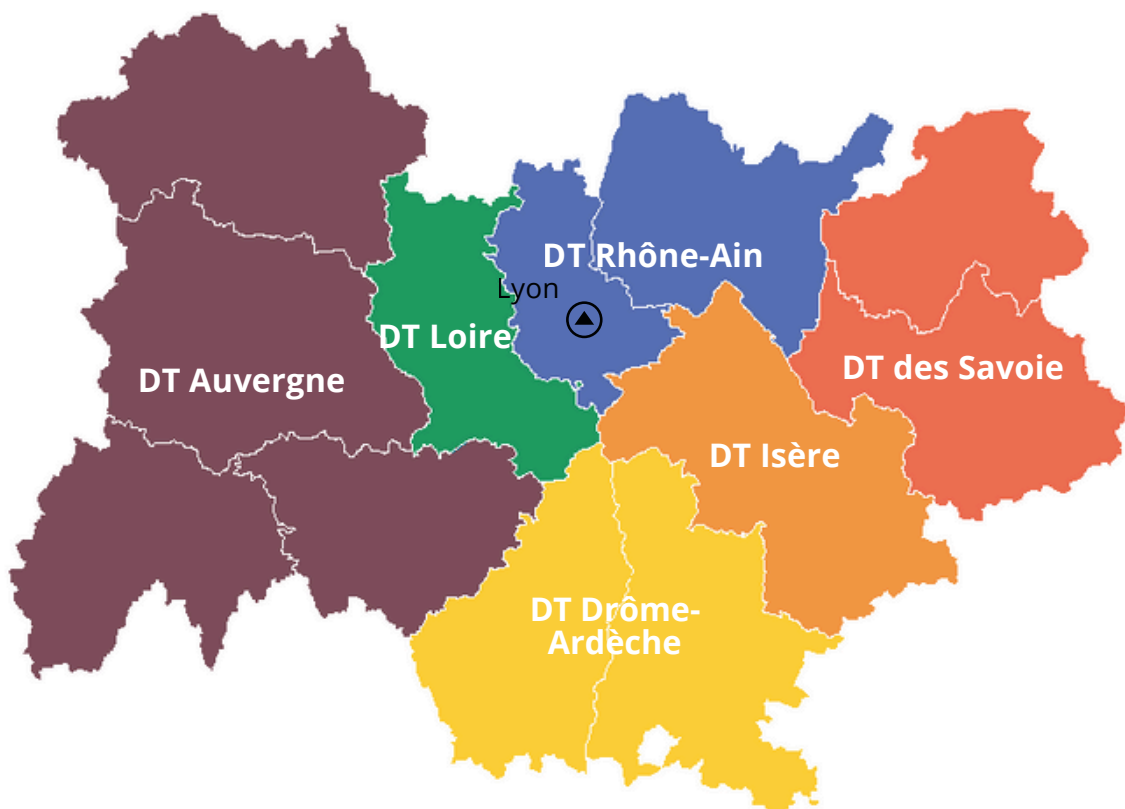 DT Rhône-Ain
Lyon
DT Loire
DT des Savoie
DT Auvergne
DT Isère
DT Drôme-
Ardèche